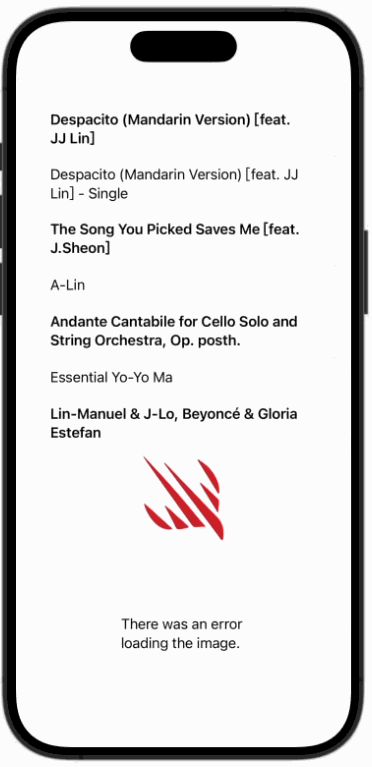 Despacito (Mandarin Version) [feat.
JJ Lin]
Despacito (Mandarin Version) [feat. JJ
Lin] - Single
The Song You Picked Saves Me [feat.
J.Sheon]
A-Lin
Andante Cantabile for Cello Solo and
String Orchestra, Op. posth.
Essential Yo-Yo Ma
Lin-Manuel & J-Lo, Beyoncé & Gloria
Estefan
There was an error
loading the image.